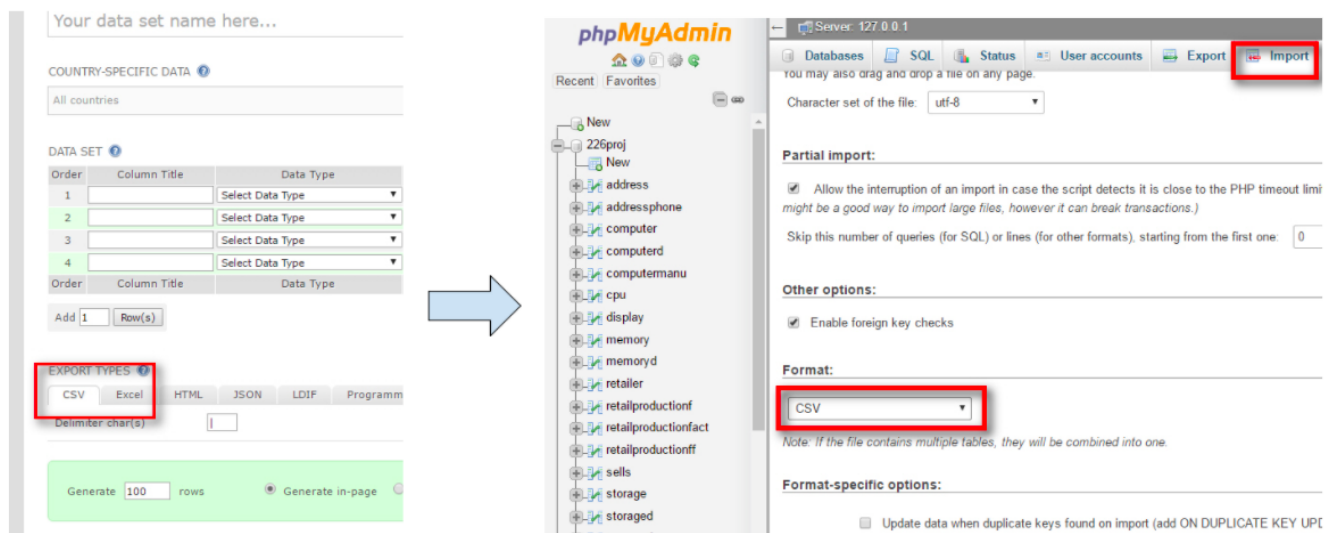 Your data set name here...
COUNTRY-SPECIFIC DATA
All countries
DATA SET
Order Column Title Data Type
1 Select Data Type
2 Select Data Type
3 Select Data Type
4 Select Data Type
Order Column Title Data Type
Add 1 Row(s)
EXPORT TYPES
CSV Excel HTML JSON LDIF Programm
Delimiter char(s) |
Generate 100 rows Generate in-page
phpMyAdmin
Recent Favorites
New
226proj
New
address
addressphone
computer
computerd
computermanu
cpu
display
memory
memoryd
retailer
retailproductionf
retailproductionfact
retailproductionff
sells
storage
storaged
Server: 127.0.0.1
Databases SQL Status User accounts Export Import
You may also drag and drop a file on any page.
Character set of the file: utf-8
Partial import:
Allow the interruption of an import in case the script detects it is close to the PHP timeout limi
might be a good way to import large files, however it can break transactions.)
Skip this number of queries (for SQL) or lines (for other formats), starting from the first one: 0
Other options:
Enable foreign key checks
Format:
CSV
Note: If the file contains multiple tables, they will be combined into one.
Format-specific options:
Update data when duplicate keys found on import (add ON DUPLICATE KEY UPD